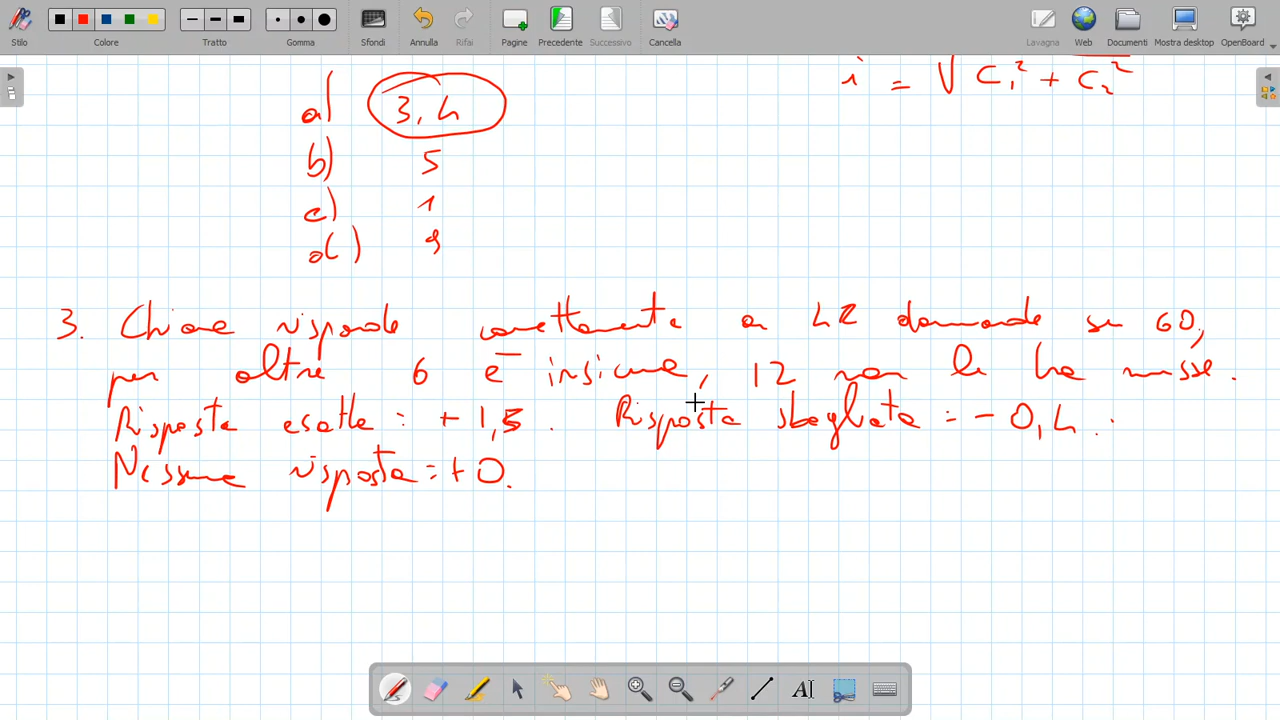 Stilo Colore Tratto Gomma Sfondi Annulla Rifai Pagine Precedente Successivo Cancella Lavagna Web Documenti Mostra desktop OpenBoard
i = √ C₁² + C₂²
a) 3, 4
b) 5
c) 1
d) 9
3. Chiara risponde correttamente a 42 domande su 60,
per altre 6 è insicura, 12 non le ha messe.
Risposta esatta = + 1,5. Risposta sbagliata = - 0,4.
Nessuna risposta = + 0.